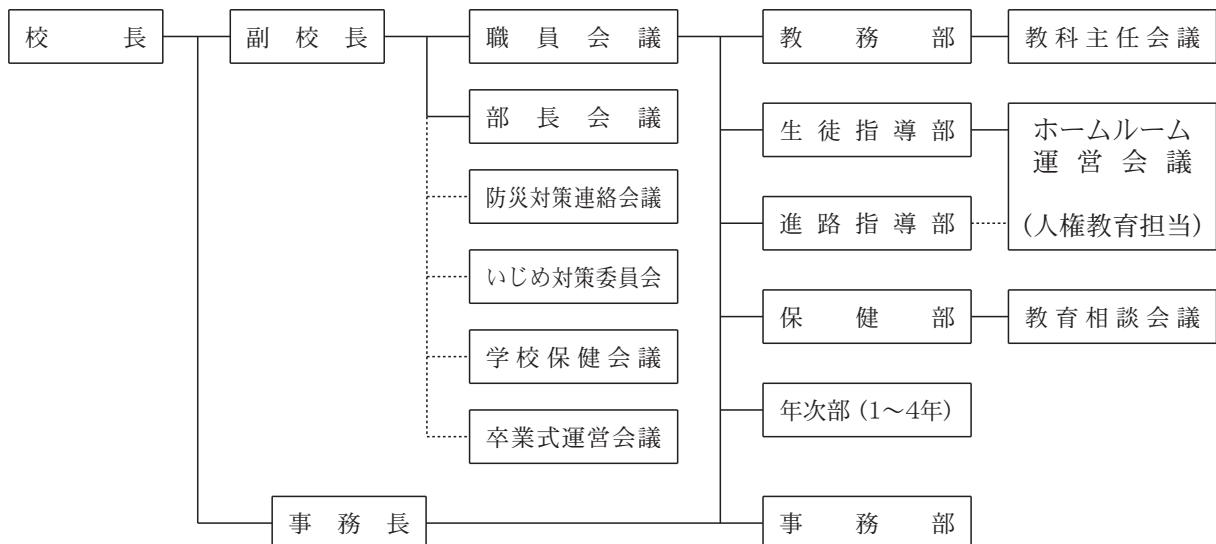 校長
副校長
職員会議
教務部
教科主任会議
部長会議
生徒指導部
ホームルーム
運営会議
(人権教育担当)
防災対策連絡会議
進路指導部
いじめ対策委員会
保健部
教育相談会議
学校保健会議
年次部（1～4年）
卒業式運営会議
事務長
事務部